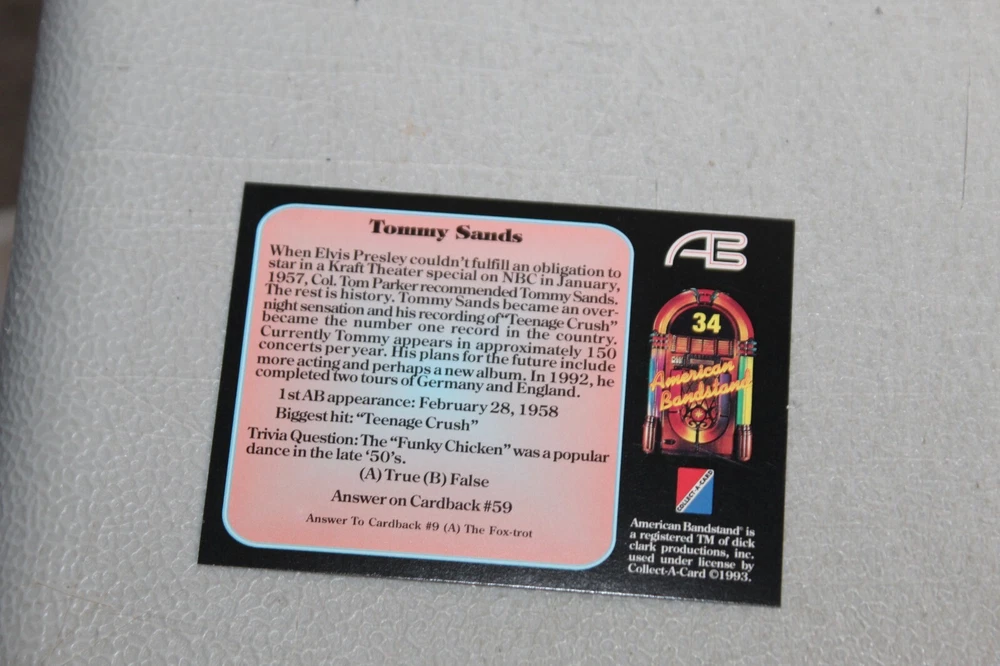 Tommy Sands
When Elvis Presley couldn't fulfill an obligation to
star in a Kraft Theater special on NBC in January,
1957, Col. Tom Parker recommended Tommy Sands.
The rest is history. Tommy Sands became an over-
night sensation and his recording of "Teenage Crush"
became the number one record in the country.
Currently Tommy appears in approximately 150
concerts per year. His plans for the future include
more acting and perhaps a new album. In 1992, he
completed two tours of Germany and England.
1st AB appearance: February 28, 1958
Biggest hit: "Teenage Crush"
Trivia Question: The "Funky Chicken" was a popular
dance in the late '50's.
(A) True (B) False
Answer on Cardback #59
Answer To Cardback #9 (A) The Fox-trot
AB
34
American
Bandstand
COLLECT-A-CARD
American Bandstand® is
a registered TM of dick
clark productions, inc.
used under license by
Collect-A-Card ©1993.